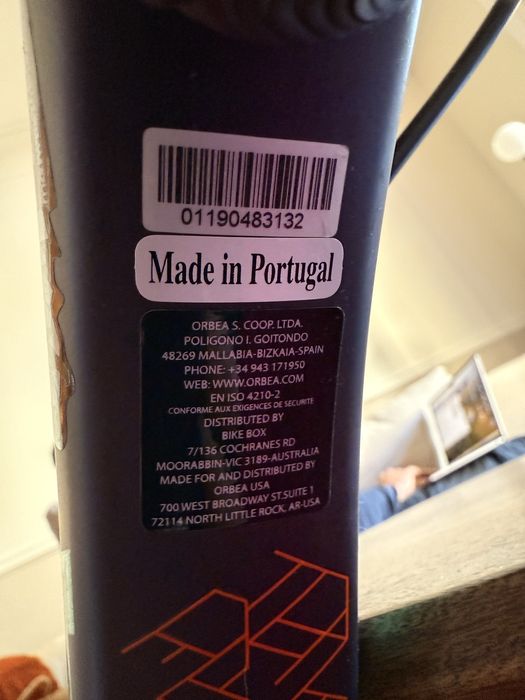 01190483132
Made in Portugal
ORBEA S. COOP. LTDA.
POLIGONO I. GOITONDO
48269 MALLABIA-BIZKAIA-SPAIN
PHONE: +34 943 171950
WEB: WWW.ORBEA.COM
EN ISO 4210-2
CONFORME AUX EXIGENCES DE SECURITE
DISTRIBUTED BY
BIKE BOX
7/136 COCHRANES RD
MOORABBIN-VIC 3189-AUSTRALIA
MADE FOR AND DISTRIBUTED BY
ORBEA USA
700 WEST BROADWAY ST.SUITE 1
72114 NORTH LITTLE ROCK, AR-USA